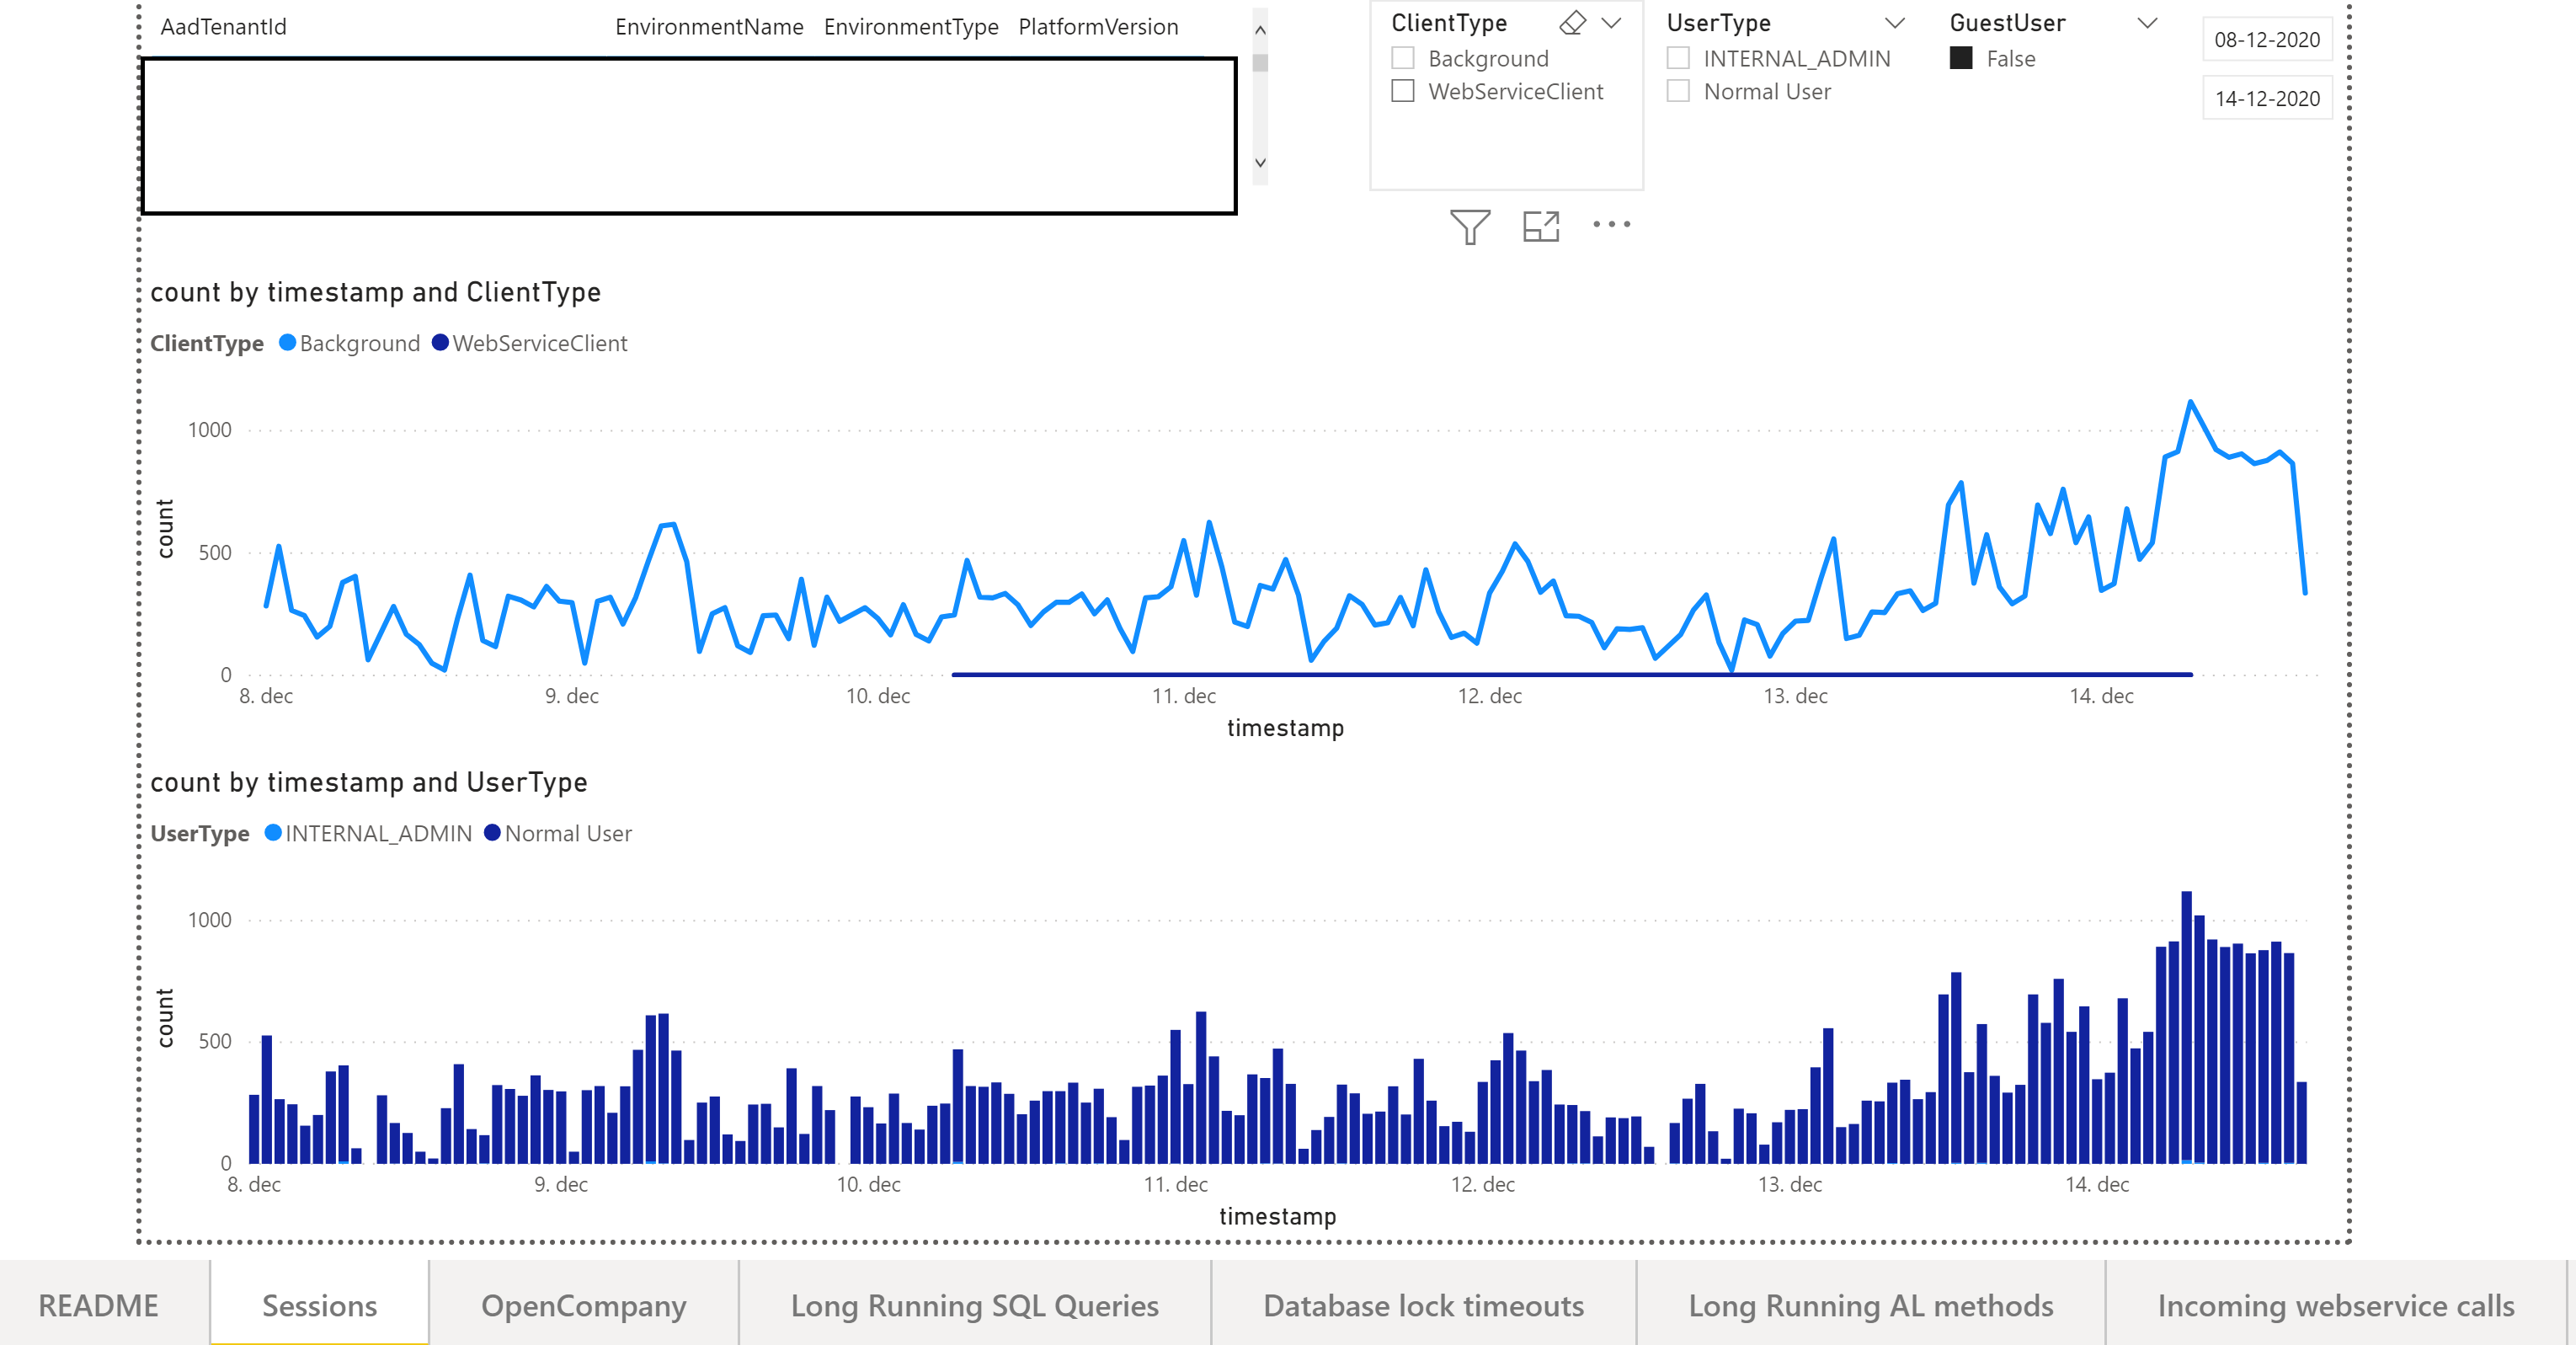 AadTenantId EnvironmentName EnvironmentType PlatformVersion
ClientType
Background
WebServiceClient
UserType
INTERNAL_ADMIN
Normal User
GuestUser
False
08-12-2020
14-12-2020
count by timestamp and ClientType
ClientType Background WebServiceClient
1000
500
0
count
8. dec 9. dec 10. dec 11. dec 12. dec 13. dec 14. dec
timestamp
count by timestamp and UserType
UserType INTERNAL_ADMIN Normal User
1000
500
0
count
8. dec 9. dec 10. dec 11. dec 12. dec 13. dec 14. dec
timestamp
README Sessions OpenCompany Long Running SQL Queries Database lock timeouts Long Running AL methods Incoming webservice calls